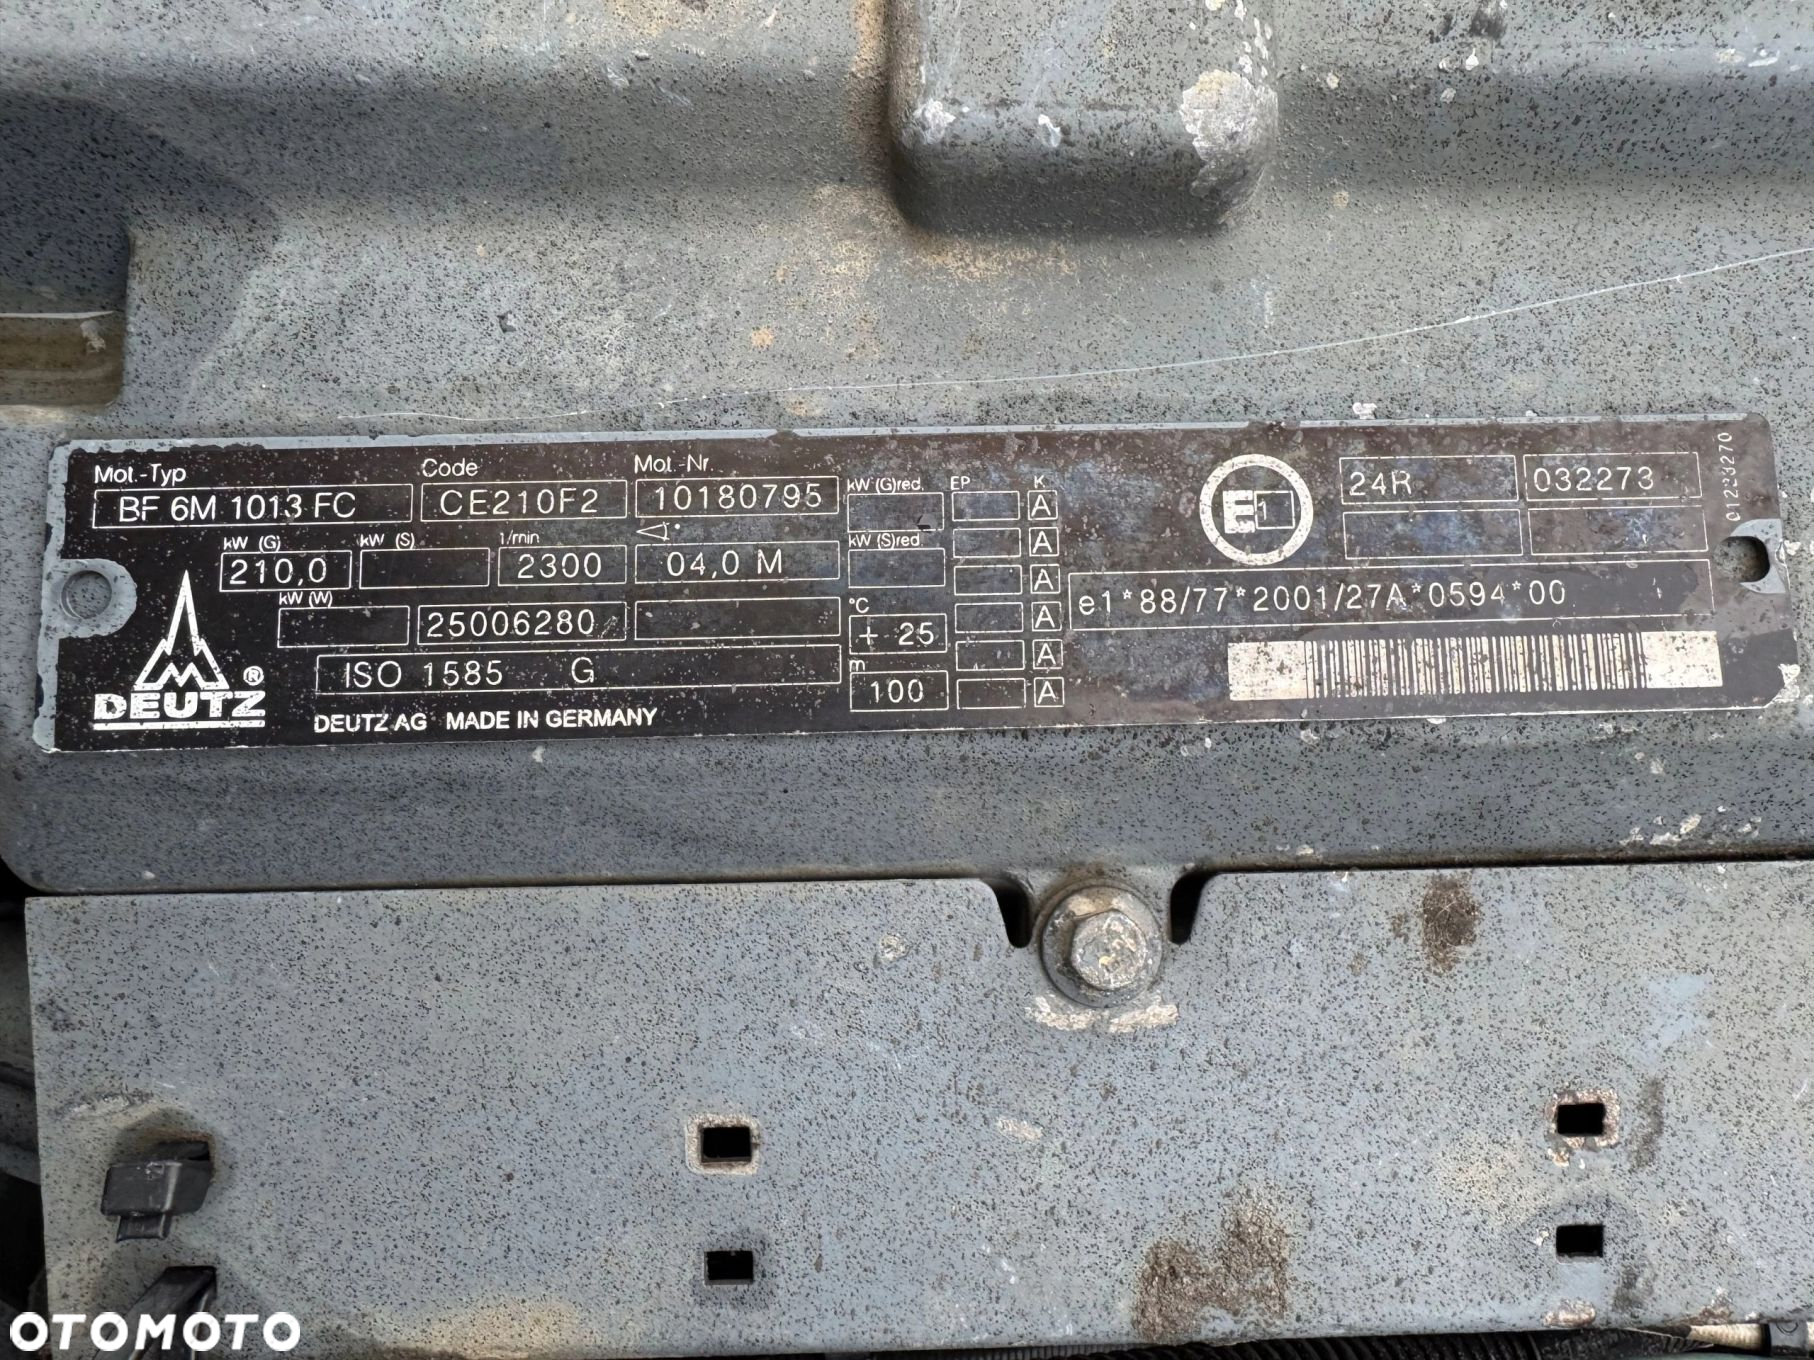 Mot.-Typ Code Mot.-Nr.
BF 6M 1013 FC CE210F2 10180795
kW (G) kW (S) 1/min
210,0 2300 04,0 M
kW (W)
25006280
ISO 1585 G
DEUTZ®
DEUTZ AG MADE IN GERMANY
kW (G)red. EP K
A
kW (S)red
A
A
°C
+ 25 A
A
m
100 A
E1
24R 032273
e1*88/77*2001/27A*0594*00
OTOMOTO